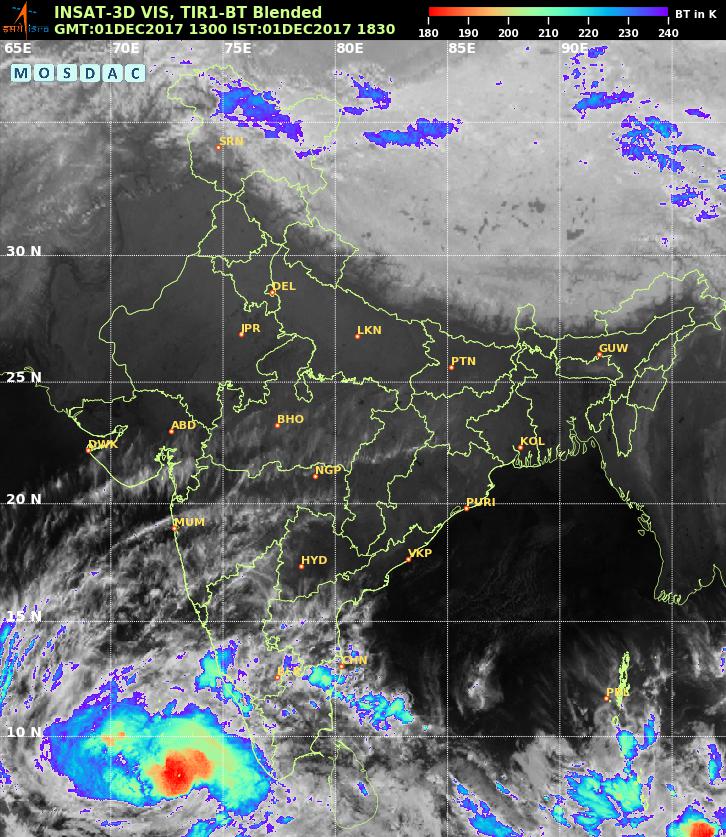 INSAT-3D VIS, TIR1-BT Blended
GMT:01DEC2017 1300 IST:01DEC2017 1830
BT in K
180 190 200 210 220 230 240
65E 70E 75E 80E 85E 90E
MOSDAC
SRN
30 N
DEL
JPR LKN
GUW
PTN
25 N
BHO
ABD
KOL
DWK
NGP
20 N
PURI
MUM
VKP
HYD
15 N
CHN
10 N